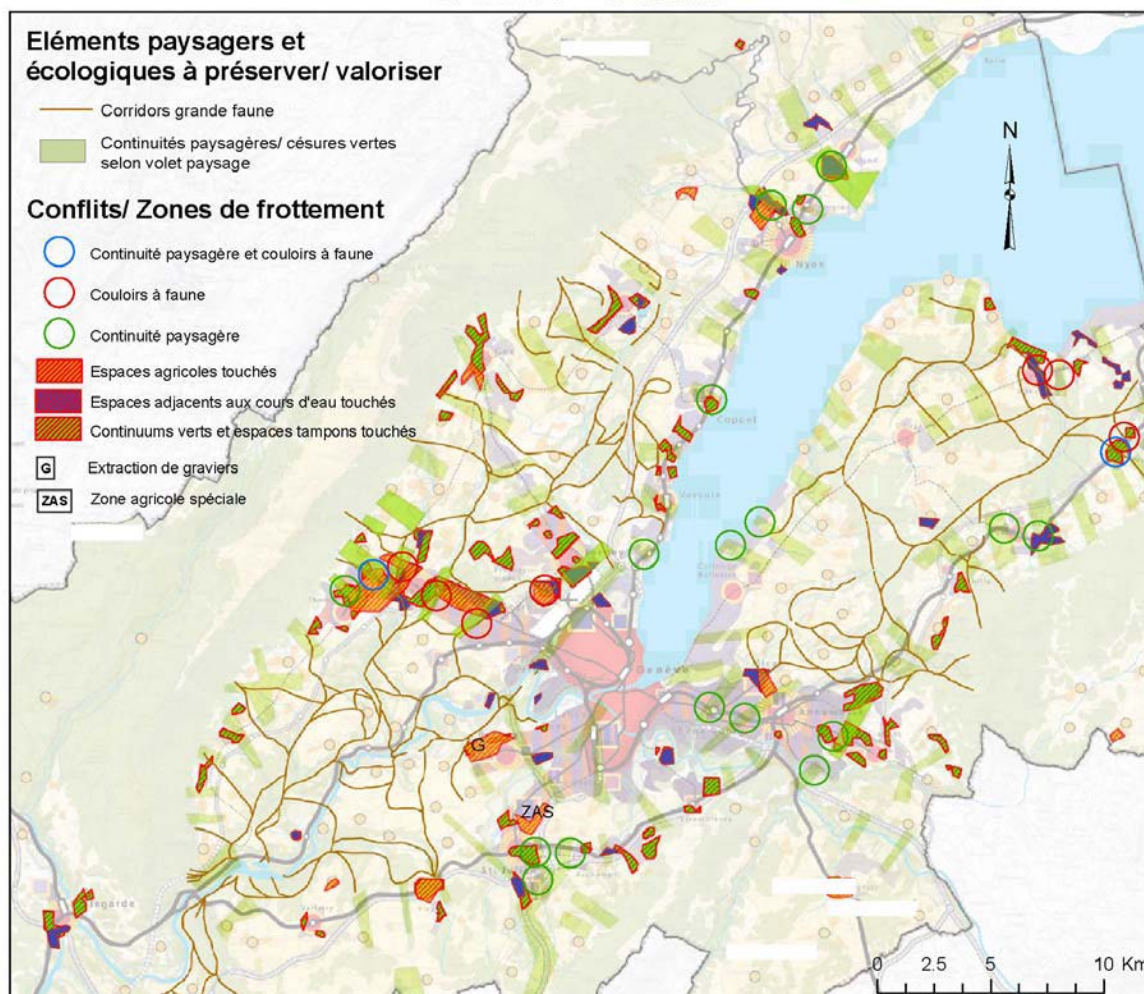 Eléments paysagers et
écologiques à préserver/ valoriser
Corridors grande faune
Continuités paysagères/ césures vertes
selon volet paysage
Conflits/ Zones de frottement
Continuité paysagère et couloirs à faune
Couloirs à faune
Continuité paysagère
Espaces agricoles touchés
Espaces adjacents aux cours d'eau touchés
Continuums verts et espaces tampons touchés
G Extraction de graviers
ZAS Zone agricole spéciale
N
Nyon
Coppet
Versoix
Genève
G
ZAS
0 2.5 5 10 Km